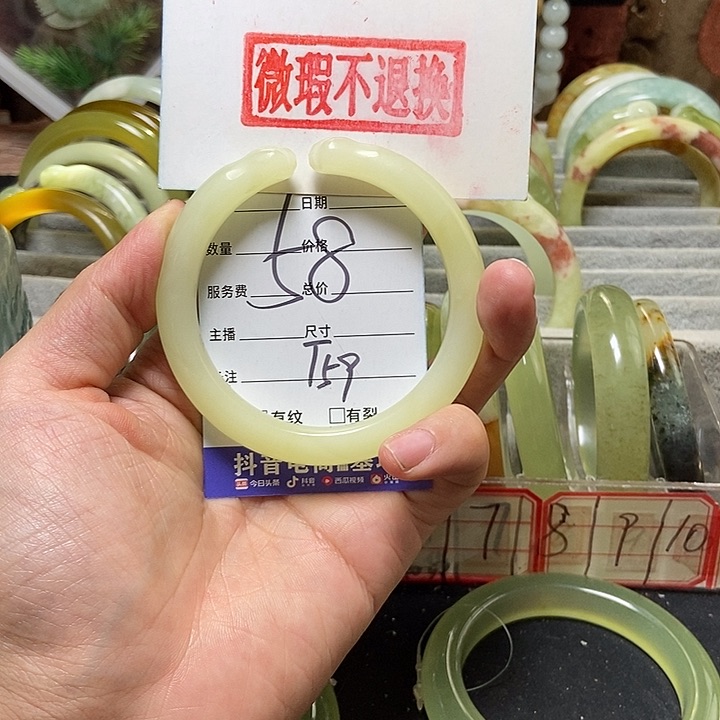 微瑕不退换
日期
数量 价格
58
服务费 总价
主播 尺寸
T59
注
有纹 □有裂
抖音电商
今日头条 抖音 西瓜视频 火山
7 8 9 10